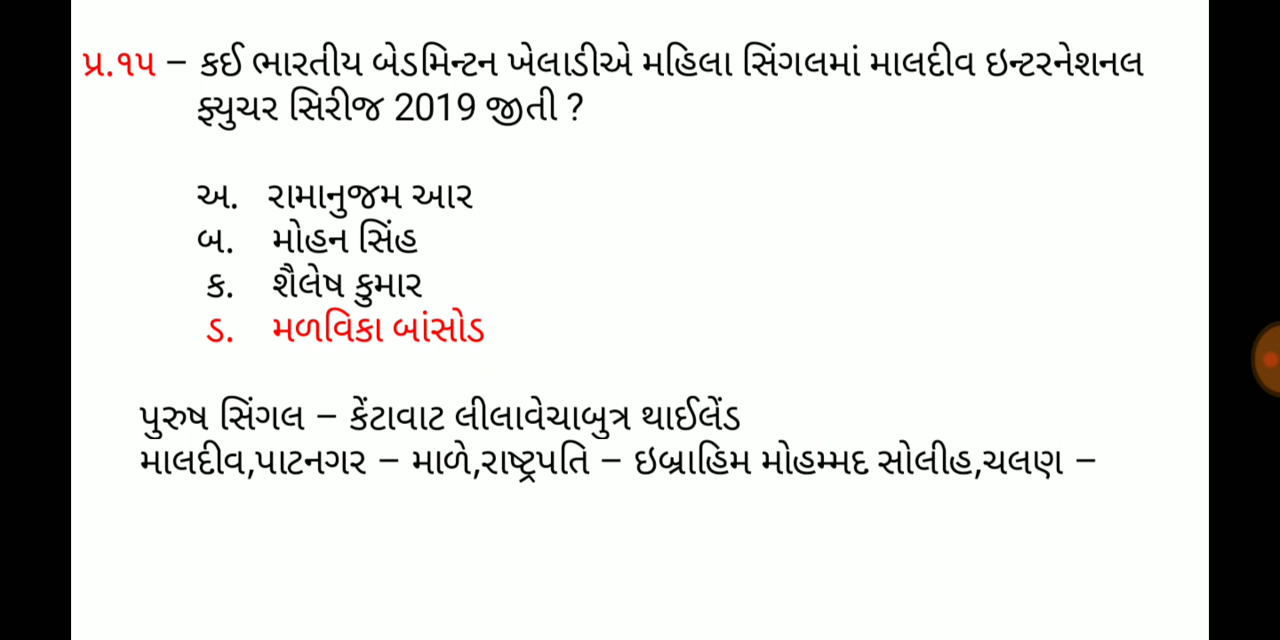 પ્ર.૧૫ – કઈ ભારતીય બેડમિન્ટન ખેલાડીએ મહિલા સિંગલમાં માલદીવ ઇન્ટરનેશનલ
ફ્યુચર સિરીજ 2019 જીતી ?
અ. રામાનુજમ આર
બ. મોહન સિંહ
ક. શૈલેષ કુમાર
ડ. મળવિકા બાંસોડ
પુરુષ સિંગલ – કેંટાવાટ લીલાવેચાબુત્ર થાઈલેંડ
માલદીવ,પાટનગર – માળે,રાષ્ટ્રપતિ – ઇબ્રાહિમ મોહમ્મદ સોલીહ,ચલણ –